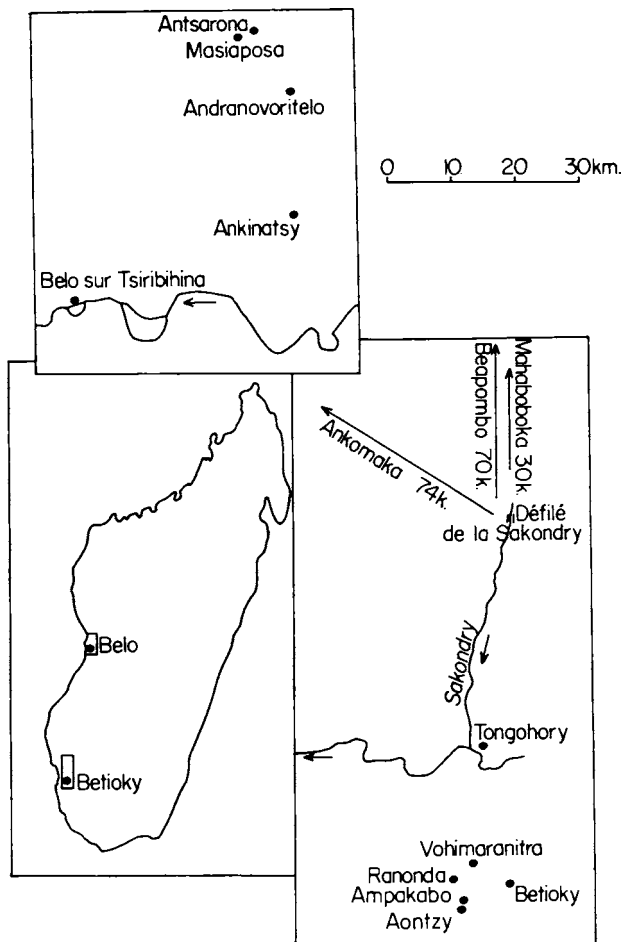 Antsarona
Masiaposa
Andranovoritelo
0 10 20 30km.
Ankinatsy
Belo sur Tsiribihina
Beapombo 70k.
Mahaboboka 30k.
Ankomaka 74k.
Défilé
de la Sakondry
Belo
Sakondry
Tongohory
Betioky
Vohimaranitra
Ranonda
Ampakabo
Betioky
Aontzy